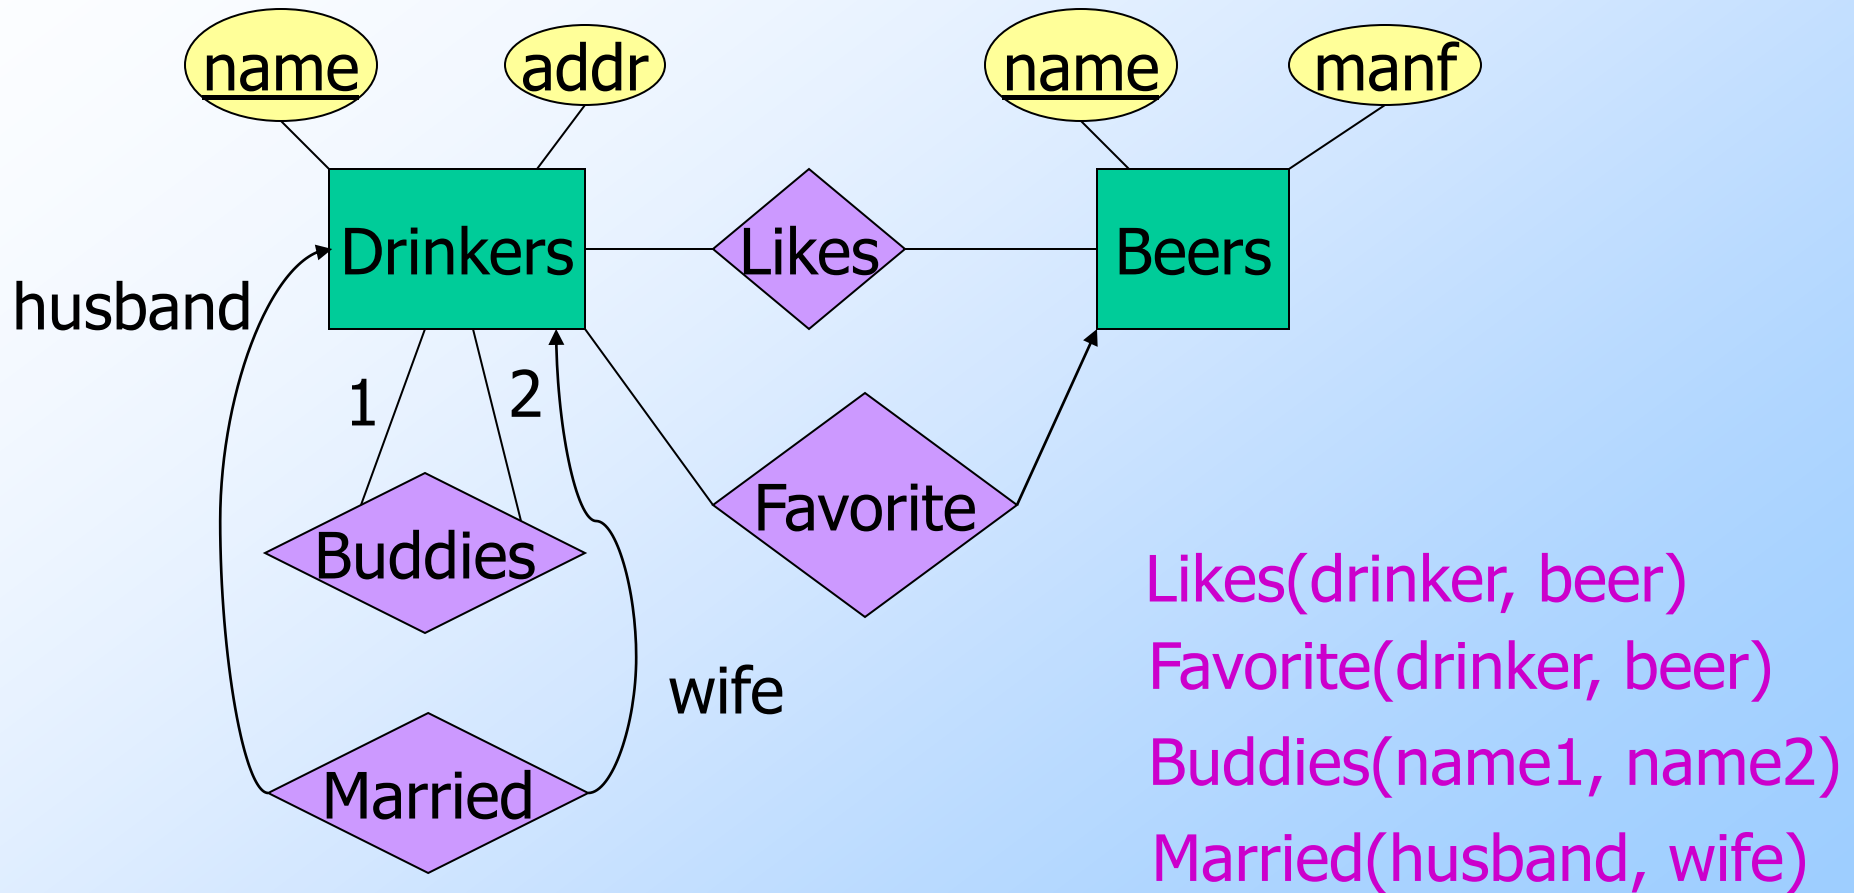 name
addr
name
manf
Drinkers
Likes
Beers
husband
1
2
Favorite
Buddies
wife
Married
Likes(drinker, beer)
Favorite(drinker, beer)
Buddies(name1, name2)
Married(husband, wife)